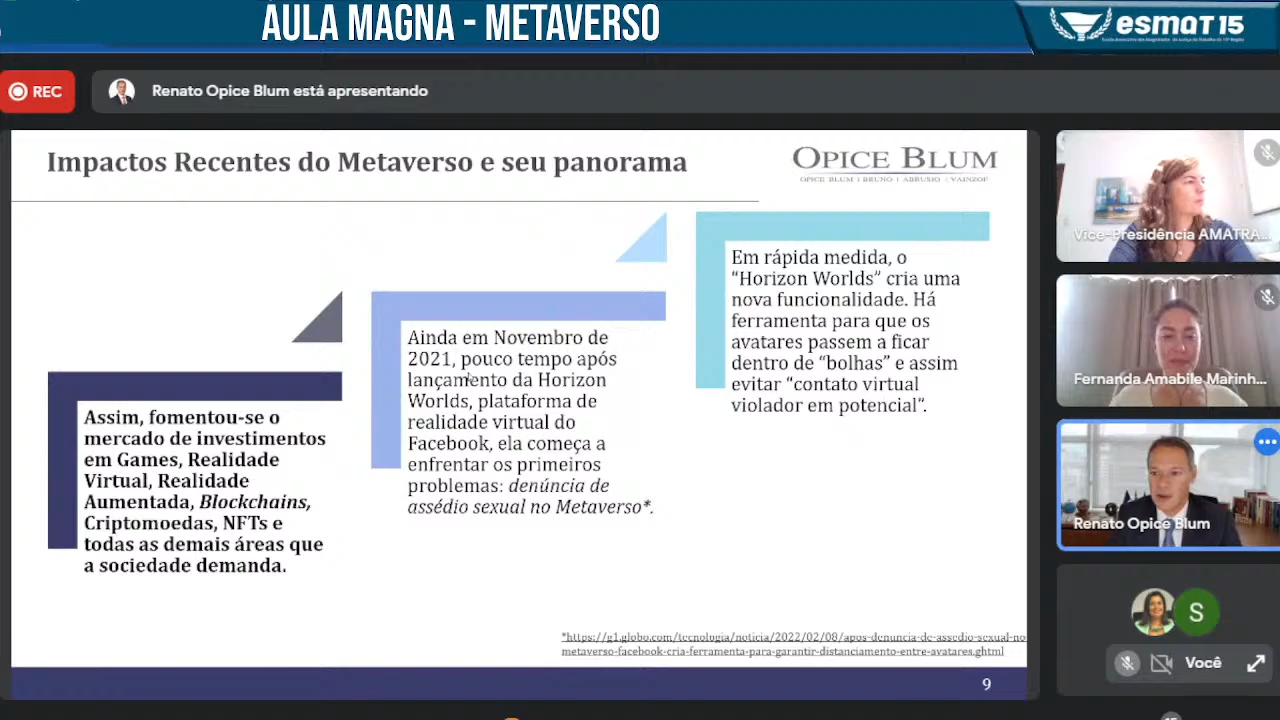 AULA MAGNA - METAVERSO
esmat 15
REC
Renato Opice Blum está apresentando
Impactos Recentes do Metaverso e seu panorama
OPICE BLUM
OPICE BLUM | BRUNO | ABRUSIO | VAINZOF
Assim, fomentou-se o
mercado de investimentos
em Games, Realidade
Virtual, Realidade
Aumentada, Blockchains,
Criptomoedas, NFTs e
todas as demais áreas que
a sociedade demanda.
Ainda em Novembro de
2021, pouco tempo após
lançamento da Horizon
Worlds, plataforma de
realidade virtual do
Facebook, ela começa a
enfrentar os primeiros
problemas: denúncia de
assédio sexual no Metaverso*.
Em rápida medida, o
“Horizon Worlds” cria uma
nova funcionalidade. Há
ferramenta para que os
avatares passem a ficar
dentro de “bolhas” e assim
evitar “contato virtual
violador em potencial”.
*https://g1.globo.com/tecnologia/noticia/2022/02/08/apos-denuncia-de-assedio-sexual-no
metaverso-facebook-cria-ferramenta-para-garantir-distanciamento-entre-avatares.ghtml
9
Vice-Presidência AMATRA...
Fernanda Amabile Marinh...
Renato Opice Blum
S
Você